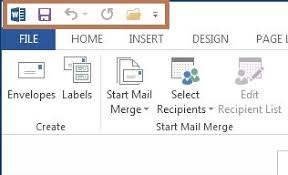 FILE HOME INSERT DESIGN PAGE L
Envelopes Labels Start Mail Merge Select Recipients Edit Recipient List
Create Start Mail Merge